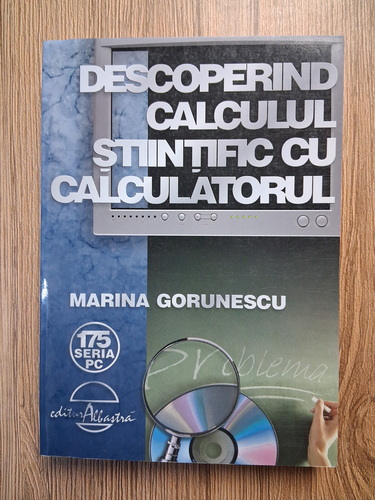 DESCOPERIND
CALCULUL
ȘTIINȚIFIC CU
CALCULATORUL
MARINA GORUNESCU
175
SERIA
PC
editura Albastră
problema